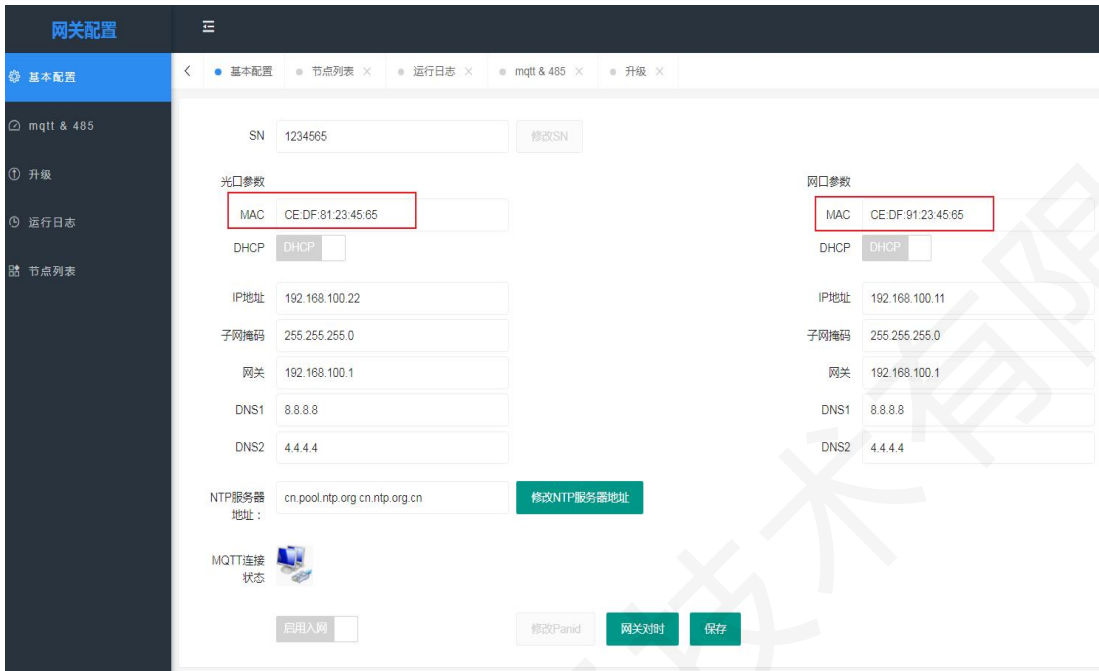 网关配置
基本配置
mqtt & 485
升级
运行日志
节点列表
基本配置 节点列表 运行日志 mqtt & 485 升级
SN 1234565 修改SN
光口参数 网口参数
MAC CE:DF:81:23:45:65 MAC CE:DF:91:23:45:65
DHCP DHCP DHCP DHCP
IP地址 192.168.100.22 IP地址 192.168.100.11
子网掩码 255.255.255.0 子网掩码 255.255.255.0
网关 192.168.100.1 网关 192.168.100.1
DNS1 8.8.8.8 DNS1 8.8.8.8
DNS2 4.4.4.4 DNS2 4.4.4.4
NTP服务器 cn.pool.ntp.org cn.ntp.org.cn 修改NTP服务器地址
地址：
MQTT连接
状态
启用入网 修改Panid 网关对时 保存
技术有限